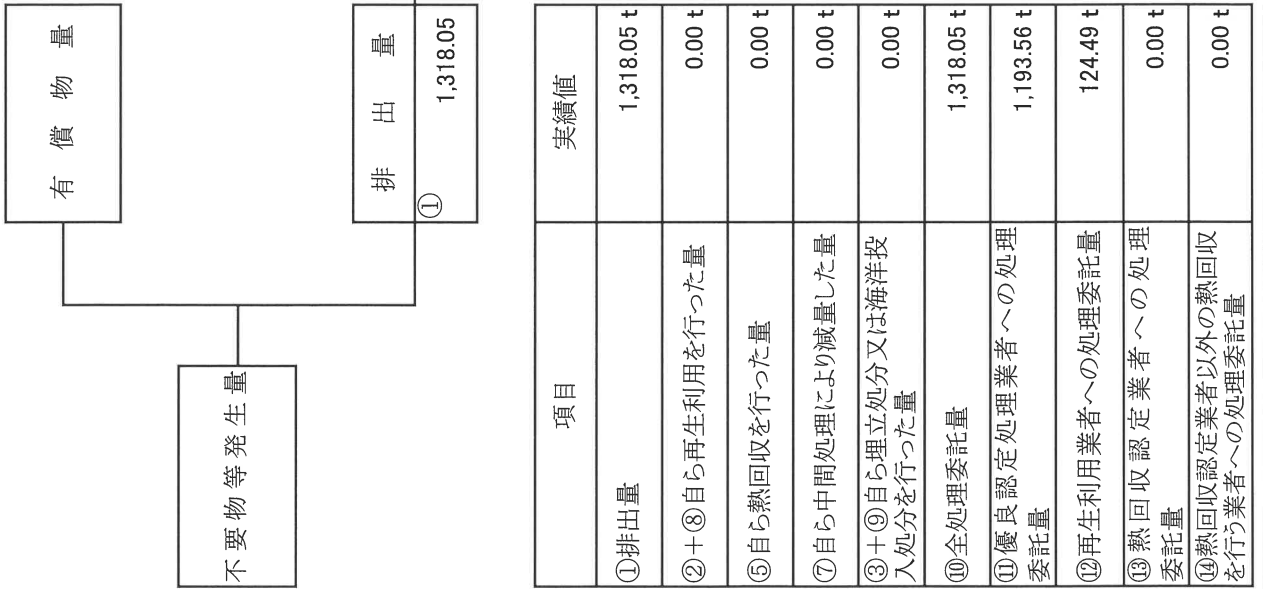 不要物等発生量
有償物量
排出量
①
1,318.05
項目 実績値
①排出量 1,318.05 t
②+⑧自ら再生利用を行った量 0.00 t
⑤自ら熱回収を行った量 0.00 t
⑦自ら中間処理により減量した量 0.00 t
③+⑨自ら埋立処分又は海洋投
入処分を行った量 0.00 t
⑩全処理委託量 1,318.05 t
⑪優良認定処理業者への処理
委託量 1,193.56 t
⑫再生利用業者への処理委託量 124.49 t
⑬熱回収認定業者への処理
委託量 0.00 t
⑭熱回収認定業者以外の熱回収
を行う業者への処理委託量 0.00 t